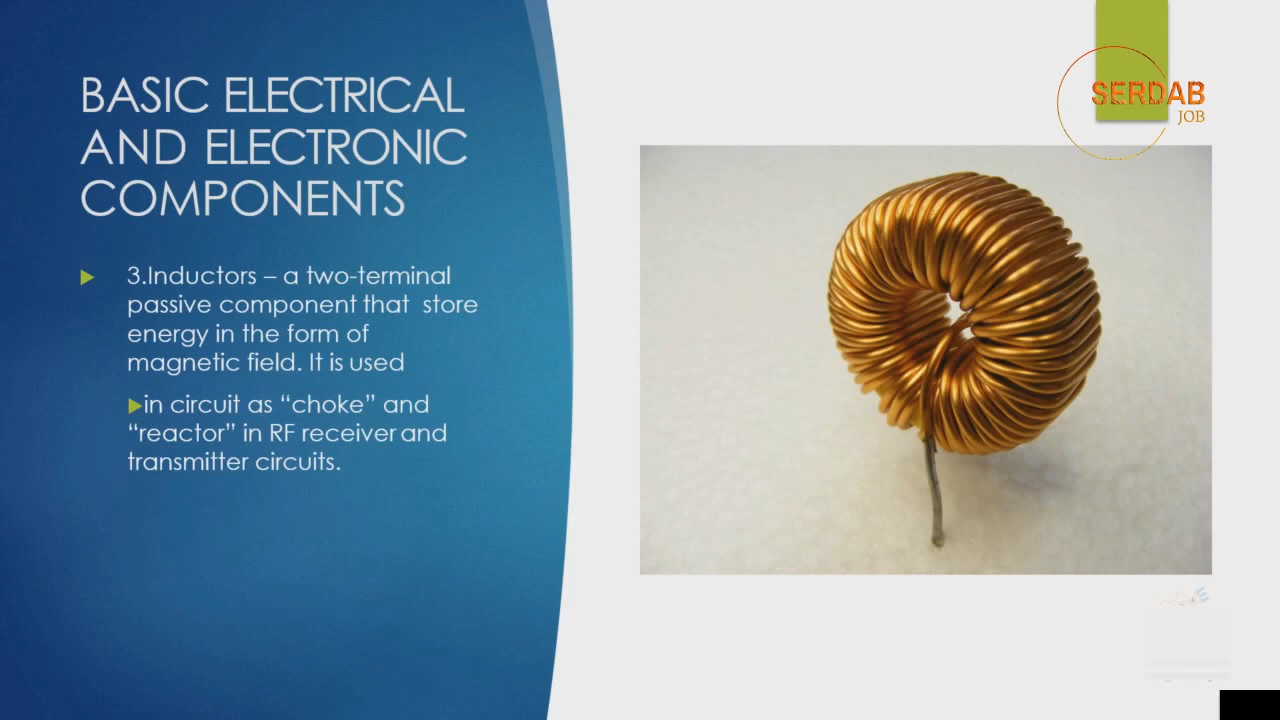 BASIC ELECTRICAL
AND ELECTRONIC
COMPONENTS
3.Inductors – a two-terminal
passive component that store
energy in the form of
magnetic field. It is used
in circuit as “choke” and
“reactor” in RF receiver and
transmitter circuits.
SERDAB
JOB